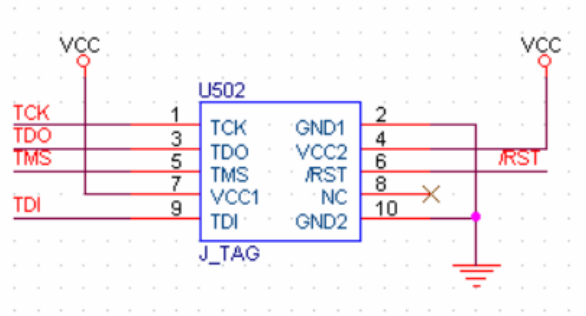 VCC VCC
U502
TCK 1 TCK GND1 2
TDO 3 TDO VCC2 4
TMS 5 TMS /RST 6 /RST
7 VCC1 NC 8
TDI 9 TDI GND2 10
J_TAG